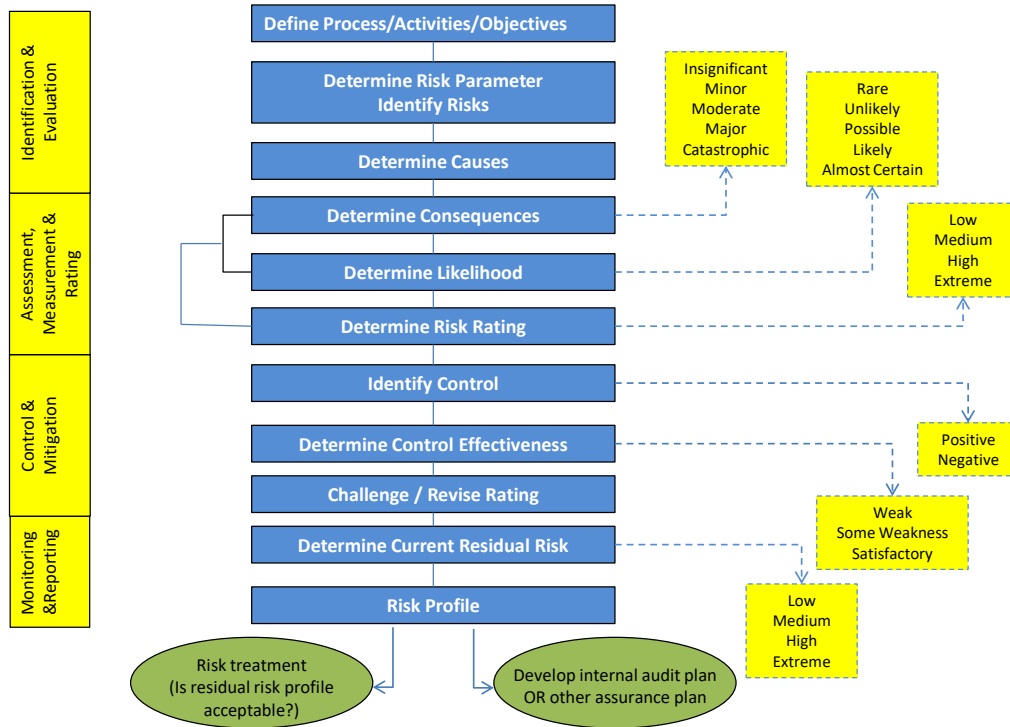 Identification &
Evaluation
Assessment,
Measurement &
Rating
Control &
Mitigation
Monitoring
&Reporting
Define Process/Activities/Objectives
Determine Risk Parameter
Identify Risks
Determine Causes
Determine Consequences
Determine Likelihood
Determine Risk Rating
Identify Control
Determine Control Effectiveness
Challenge / Revise Rating
Determine Current Residual Risk
Risk Profile
Insignificant
Minor
Moderate
Major
Catastrophic
Rare
Unlikely
Possible
Likely
Almost Certain
Low
Medium
High
Extreme
Positive
Negative
Weak
Some Weakness
Satisfactory
Low
Medium
High
Extreme
Risk treatment
(Is residual risk profile
acceptable?)
Develop internal audit plan
OR other assurance plan